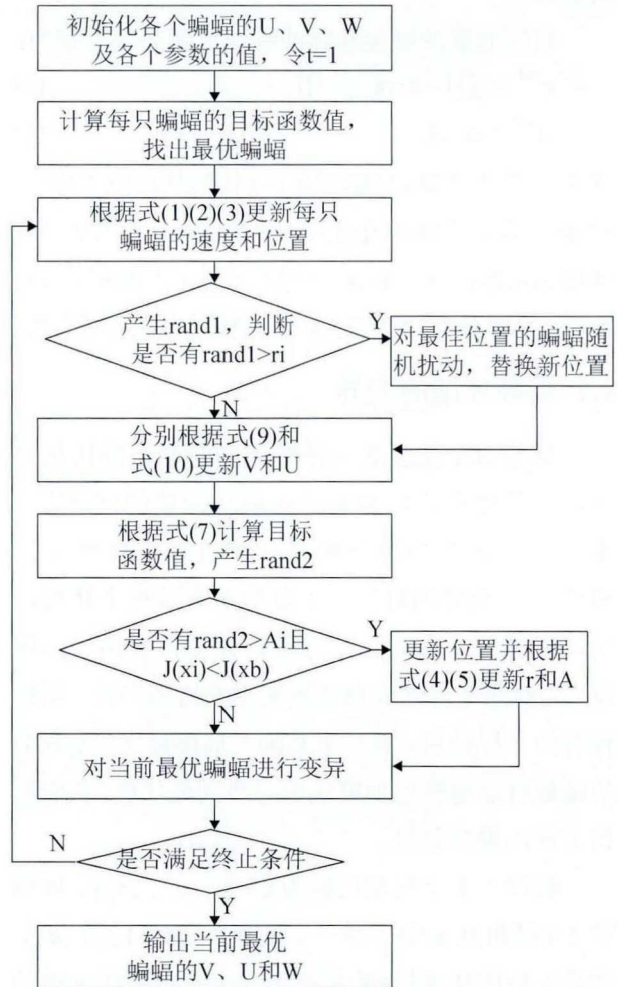 初始化各个蝙蝠的U、V、W
及各个参数的值，令t=1
计算每只蝙蝠的目标函数值，
找出最优蝙蝠
根据式(1)(2)(3)更新每只
蝙蝠的速度和位置
产生rand1，判断
是否有rand1>ri
Y
对最佳位置的蝙蝠随
机扰动，替换新位置
N
分别根据式(9)和
式(10)更新V和U
根据式(7)计算目标
函数值，产生rand2
是否有rand2>Ai且
J(xi)<J(xb)
Y
更新位置并根据
式(4)(5)更新r和A
N
对当前最优蝙蝠进行变异
N
是否满足终止条件
Y
输出当前最优
蝙蝠的V、U和W